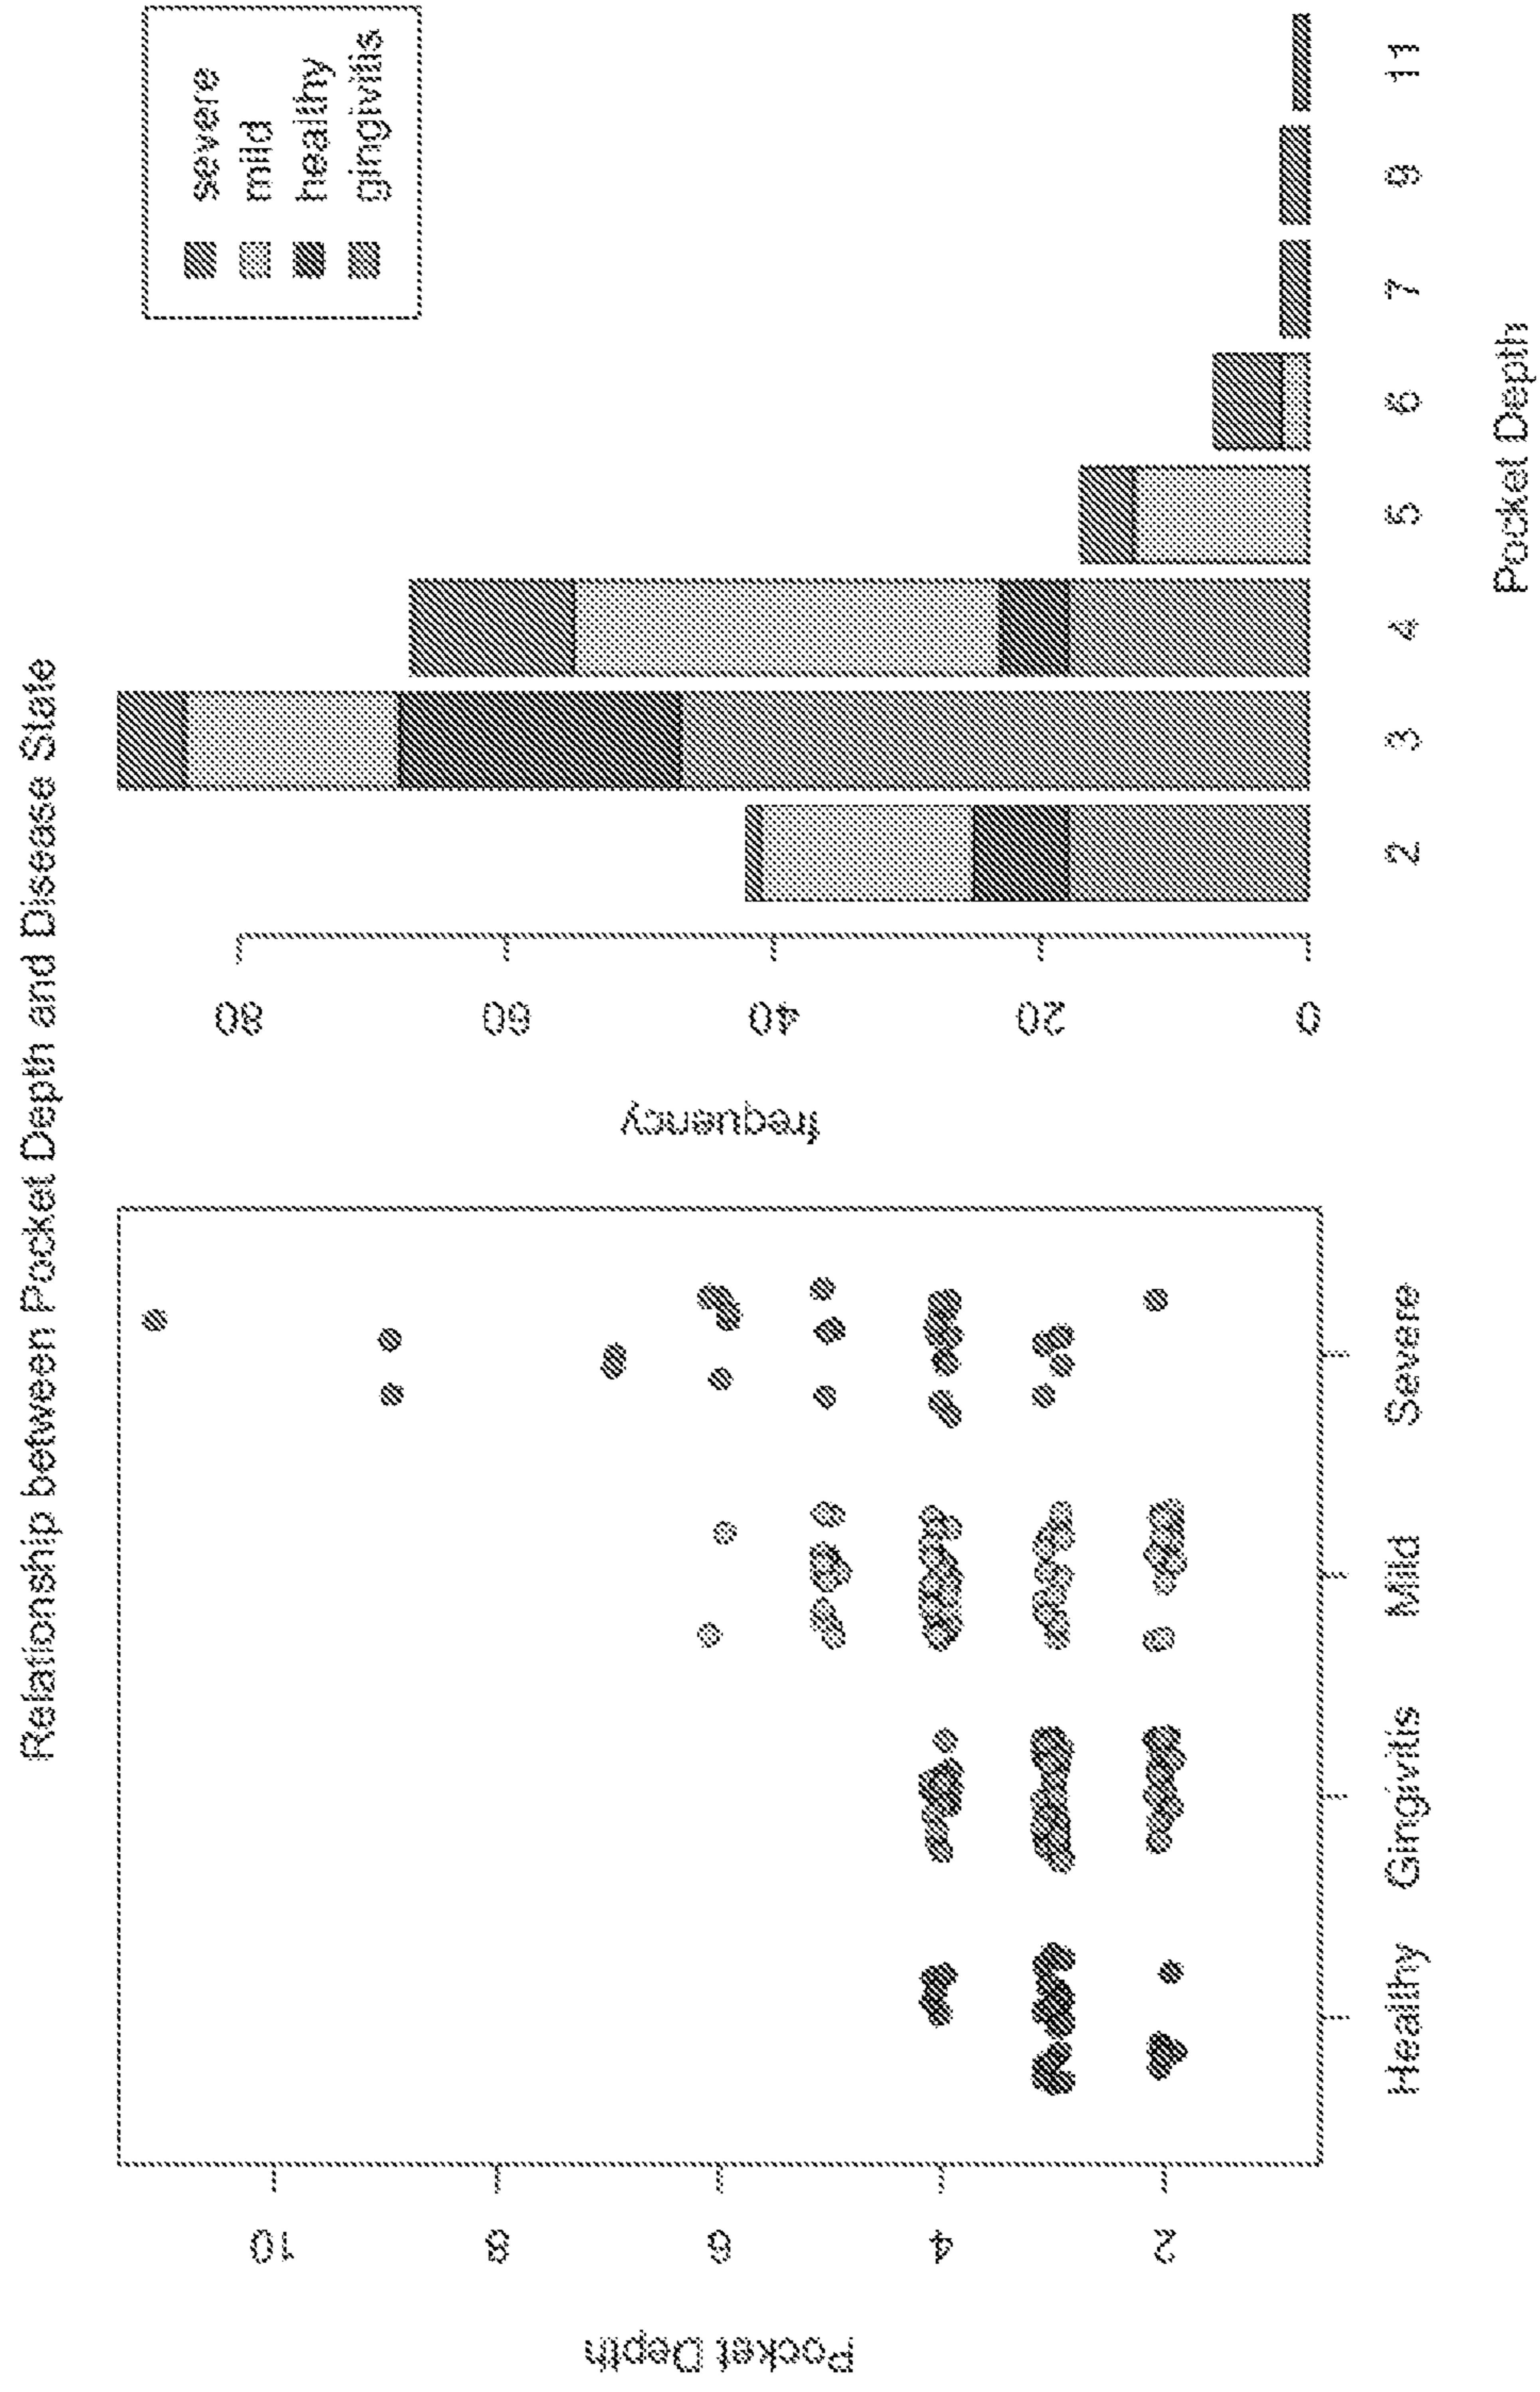 Relationship between Pocket Depth and Disease State
Pocket Depth
10
8
6
4
2
Healthy
Gingivitis
Mild
Severe
frequency
80
60
40
20
0
2
3
4
5
6
7
9
11
Pocket Depth
severe
mild
healthy
gingivitis